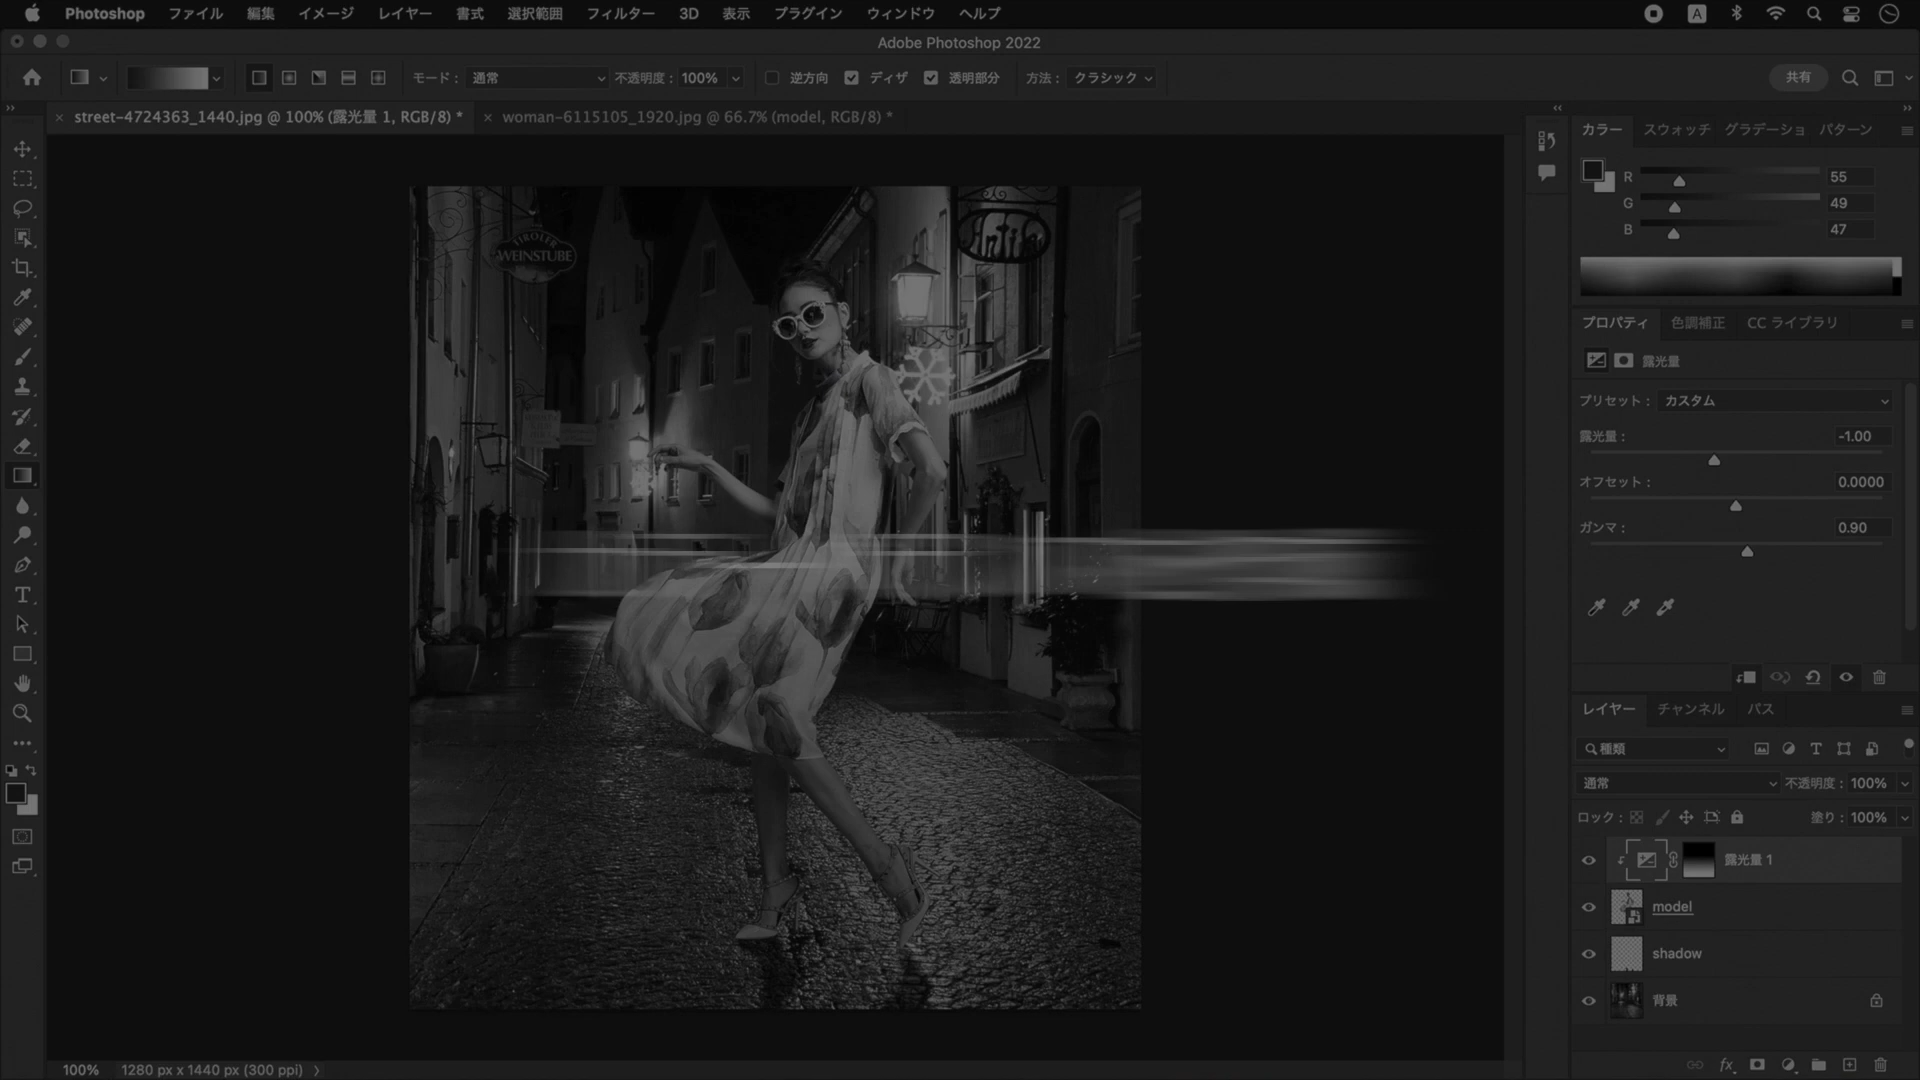 Photoshop ファイル 編集 イメージ レイヤー 書式 選択範囲 フィルター 3D 表示 プラグイン ウィンドウ ヘルプ A
Adobe Photoshop 2022
モード： 通常 不透明度： 100% 逆方向 ディザ 透明部分 方法： クラシック 共有
street-4724363_1440.jpg @ 100% (露光量 1, RGB/8) * woman-6115105_1920.jpg @ 66.7% (model, RGB/8) *
カラー スウォッチ グラデーショ パターン
R 55
G 49
B 47
TIROLER
WEINSTUBE
Antik
プロパティ 色調補正 CC ライブラリ
露光量
プリセット： カスタム
露光量： -1.00
オフセット： 0.0000
ガンマ： 0.90
レイヤー チャンネル パス
種類
通常 不透明度： 100%
ロック： 塗り： 100%
露光量 1
model
shadow
背景
100% 1280 px x 1440 px (300 ppi)
fx